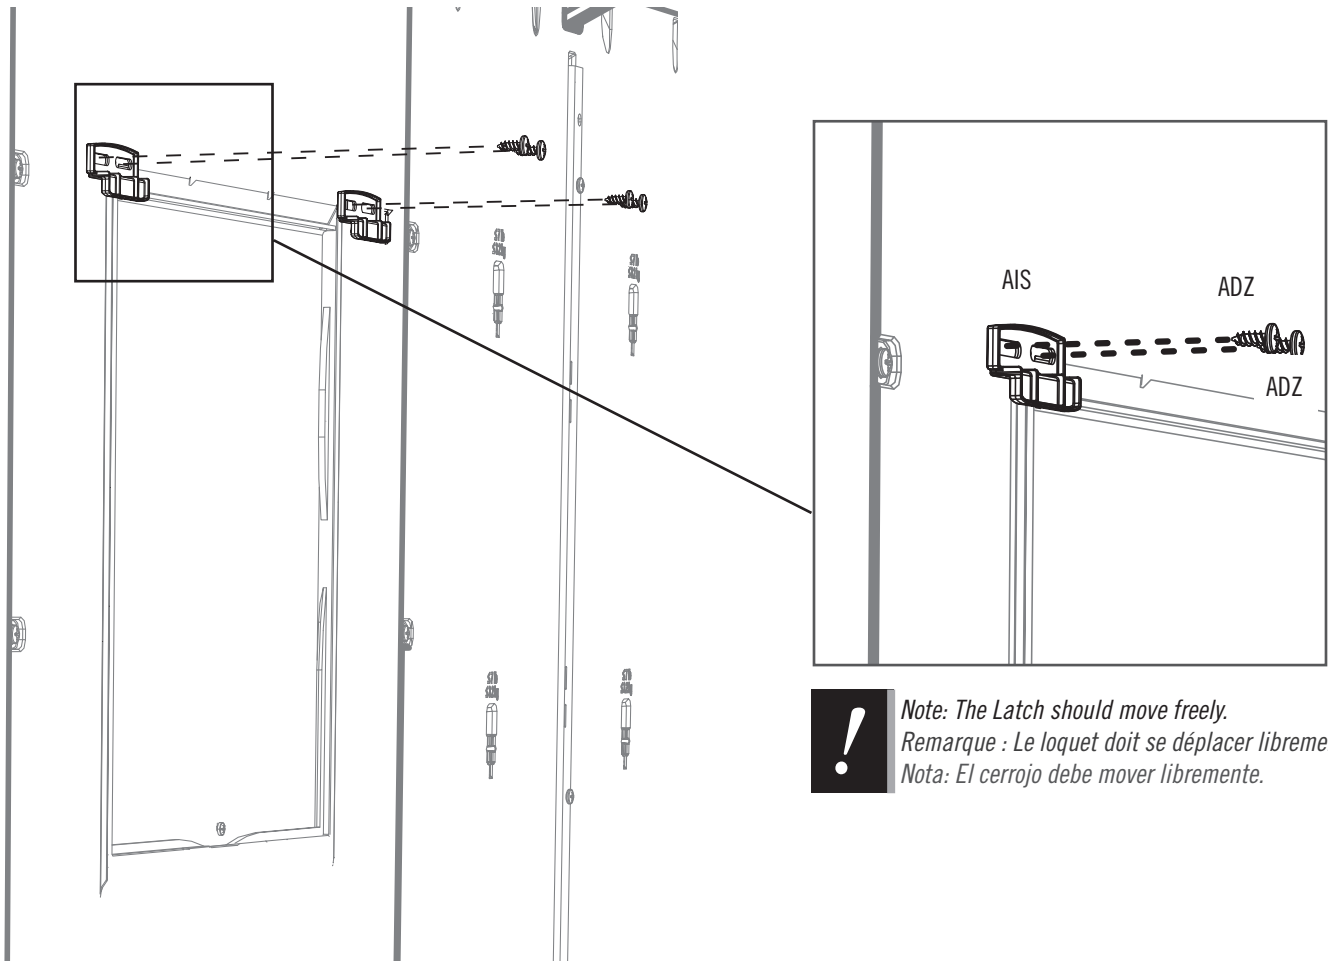 AIS
ADZ
ADZ
!
Note: The Latch should move freely.
Remarque : Le loquet doit se déplacer libreme
Nota: El cerrojo debe mover libremente.